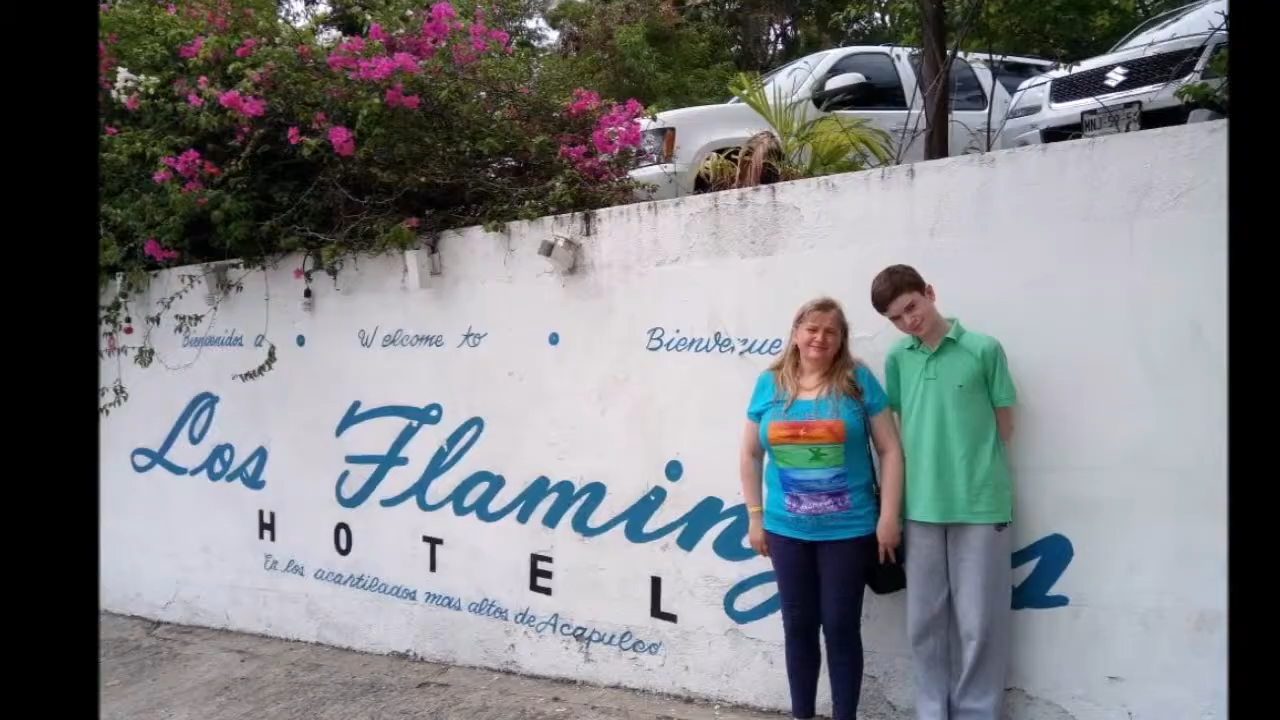 Bienvenidos a • Welcome to • Bienvenue
Los Flamin s
HOTEL
En los acantilados mas altos de Acapulco